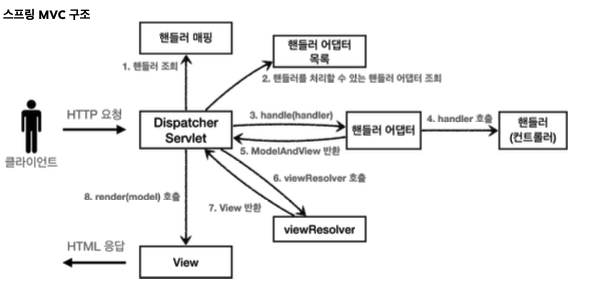 스프링 MVC 구조
핸들러 매핑
핸들러 어댑터
목록
1. 핸들러 조회
2. 핸들러를 처리할 수 있는 핸들러 어댑터 조회
HTTP 요청
Dispatcher
Servlet
3. handle(handler)
핸들러 어댑터
4. handler 호출
핸들러
(컨트롤러)
클라이언트
5. ModelAndView 반환
6. viewResolver 호출
8. render(model) 호출
7. View 반환
viewResolver
HTML 응답
View